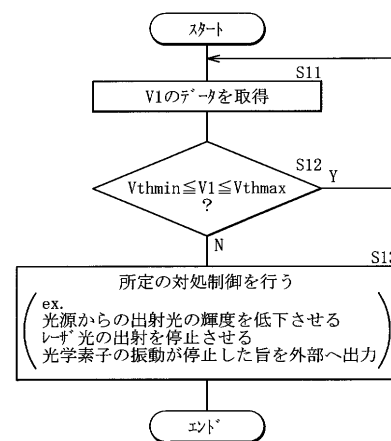 スタート
S11
V1のデータを取得
S12
Vthmin≦V1≦Vthmax
?
Y
N
S13
所定の対処制御を行う
ex.
光源からの出射光の輝度を低下させる
レーザ光の出射を停止させる
光学素子の振動が停止した旨を外部へ出力
エンド